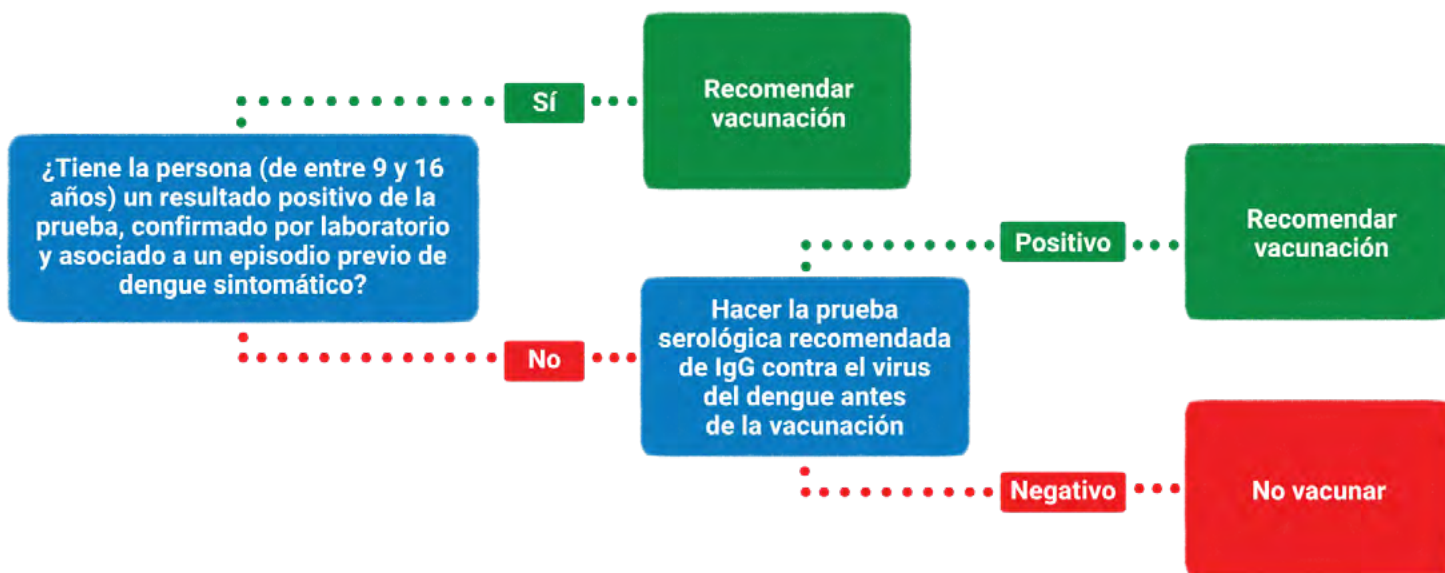 ¿Tiene la persona (de entre 9 y 16
años) un resultado positivo de la
prueba, confirmado por laboratorio
y asociado a un episodio previo de
dengue sintomático?
Sí
Recomendar
vacunación
No
Hacer la prueba
serológica recomendada
de IgG contra el virus
del dengue antes
de la vacunación
Positivo
Recomendar
vacunación
Negativo
No vacunar